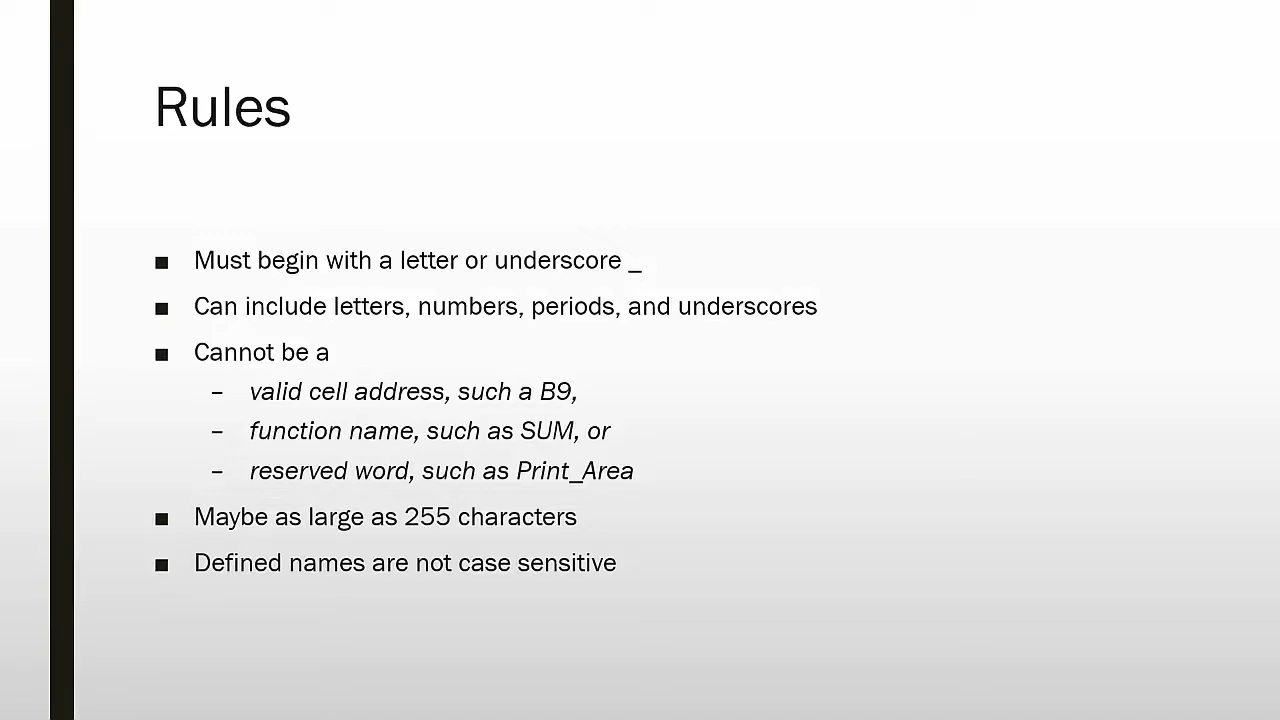 Rules
■ Must begin with a letter or underscore _
■ Can include letters, numbers, periods, and underscores
■ Cannot be a
– valid cell address, such a B9,
– function name, such as SUM, or
– reserved word, such as Print_Area
■ Maybe as large as 255 characters
■ Defined names are not case sensitive